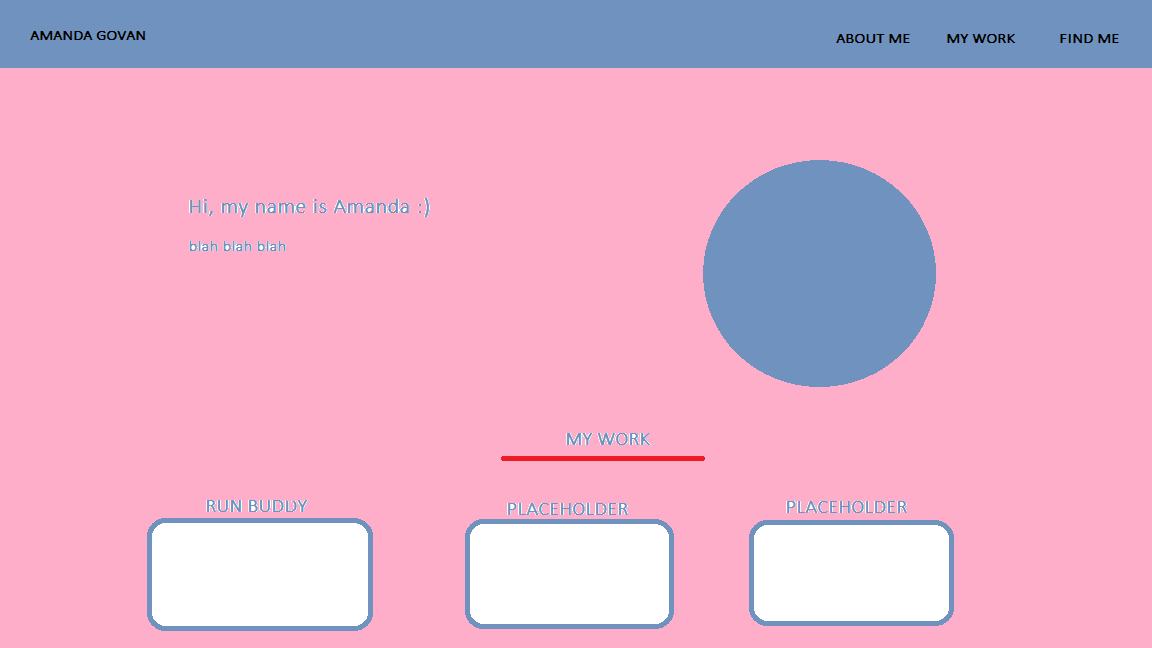 AMANDA GOVAN
ABOUT ME MY WORK FIND ME
Hi, my name is Amanda :)
blah blah blah
MY WORK
RUN BUDDY
PLACEHOLDER
PLACEHOLDER